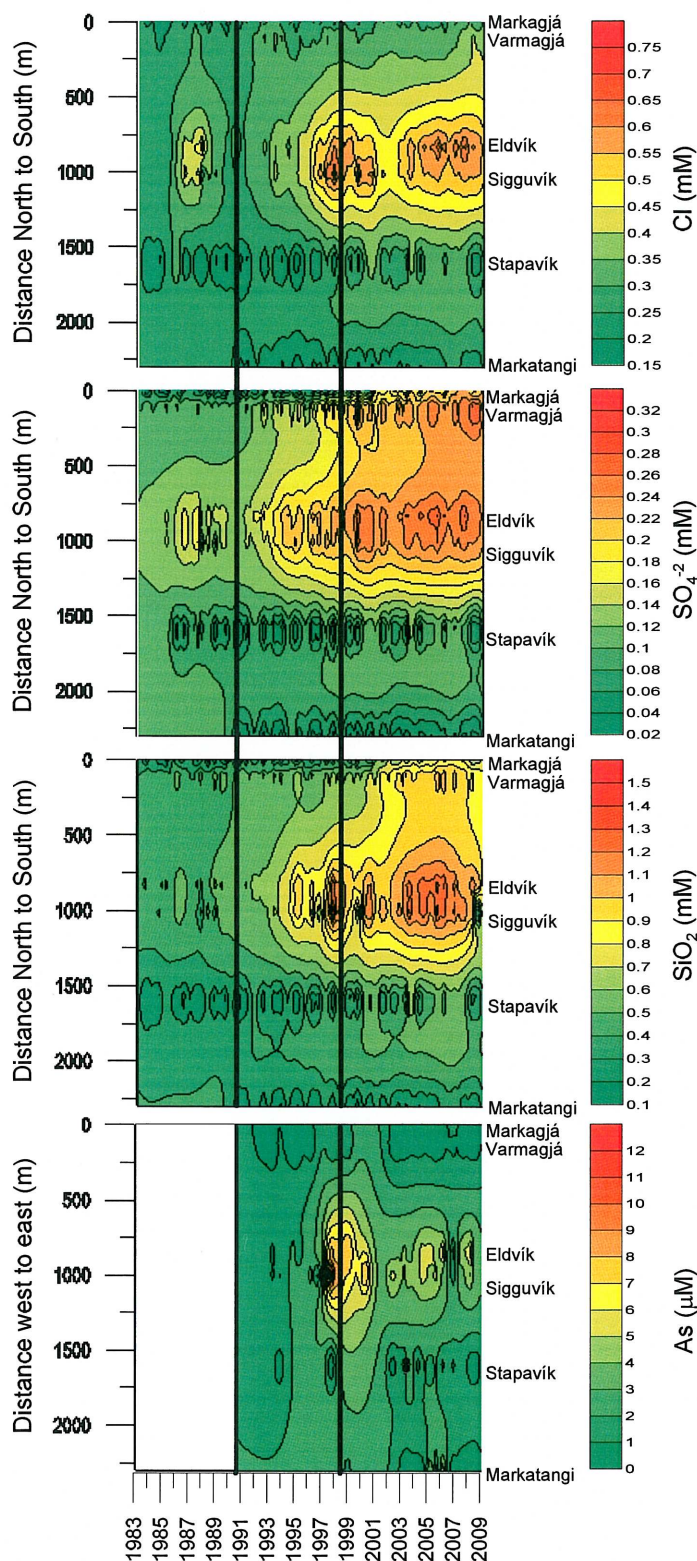 Distance North to South (m)
0
500
1000
1500
2000
Markagjá
Varmagjá
Eldvík
Sigguvík
Stapavík
Markatangi
0.75
0.7
0.65
0.6
0.55
0.5
0.45
0.4
0.35
0.3
0.25
0.2
0.15
Cl (mM)
Distance North to South (m)
0
500
1000
1500
2000
Markagjá
Varmagjá
Eldvík
Sigguvík
Stapavík
Markatangi
0.32
0.3
0.28
0.26
0.24
0.22
0.2
0.18
0.16
0.14
0.12
0.1
0.08
0.06
0.04
0.02
SO₄⁻² (mM)
Distance North to South (m)
0
500
1000
1500
2000
Markagjá
Varmagjá
Eldvík
Sigguvík
Stapavík
Markatangi
1.5
1.4
1.3
1.2
1.1
1
0.9
0.8
0.7
0.6
0.5
0.4
0.3
0.2
0.1
SiO₂ (mM)
Distance west to east (m)
0
500
1000
1500
2000
Markagjá
Varmagjá
Eldvík
Sigguvík
Stapavík
Markatangi
12
11
10
9
8
7
6
5
4
3
2
1
0
As (µM)
1983
1985
1987
1989
1991
1993
1995
1997
1999
2001
2003
2005
2007
2009